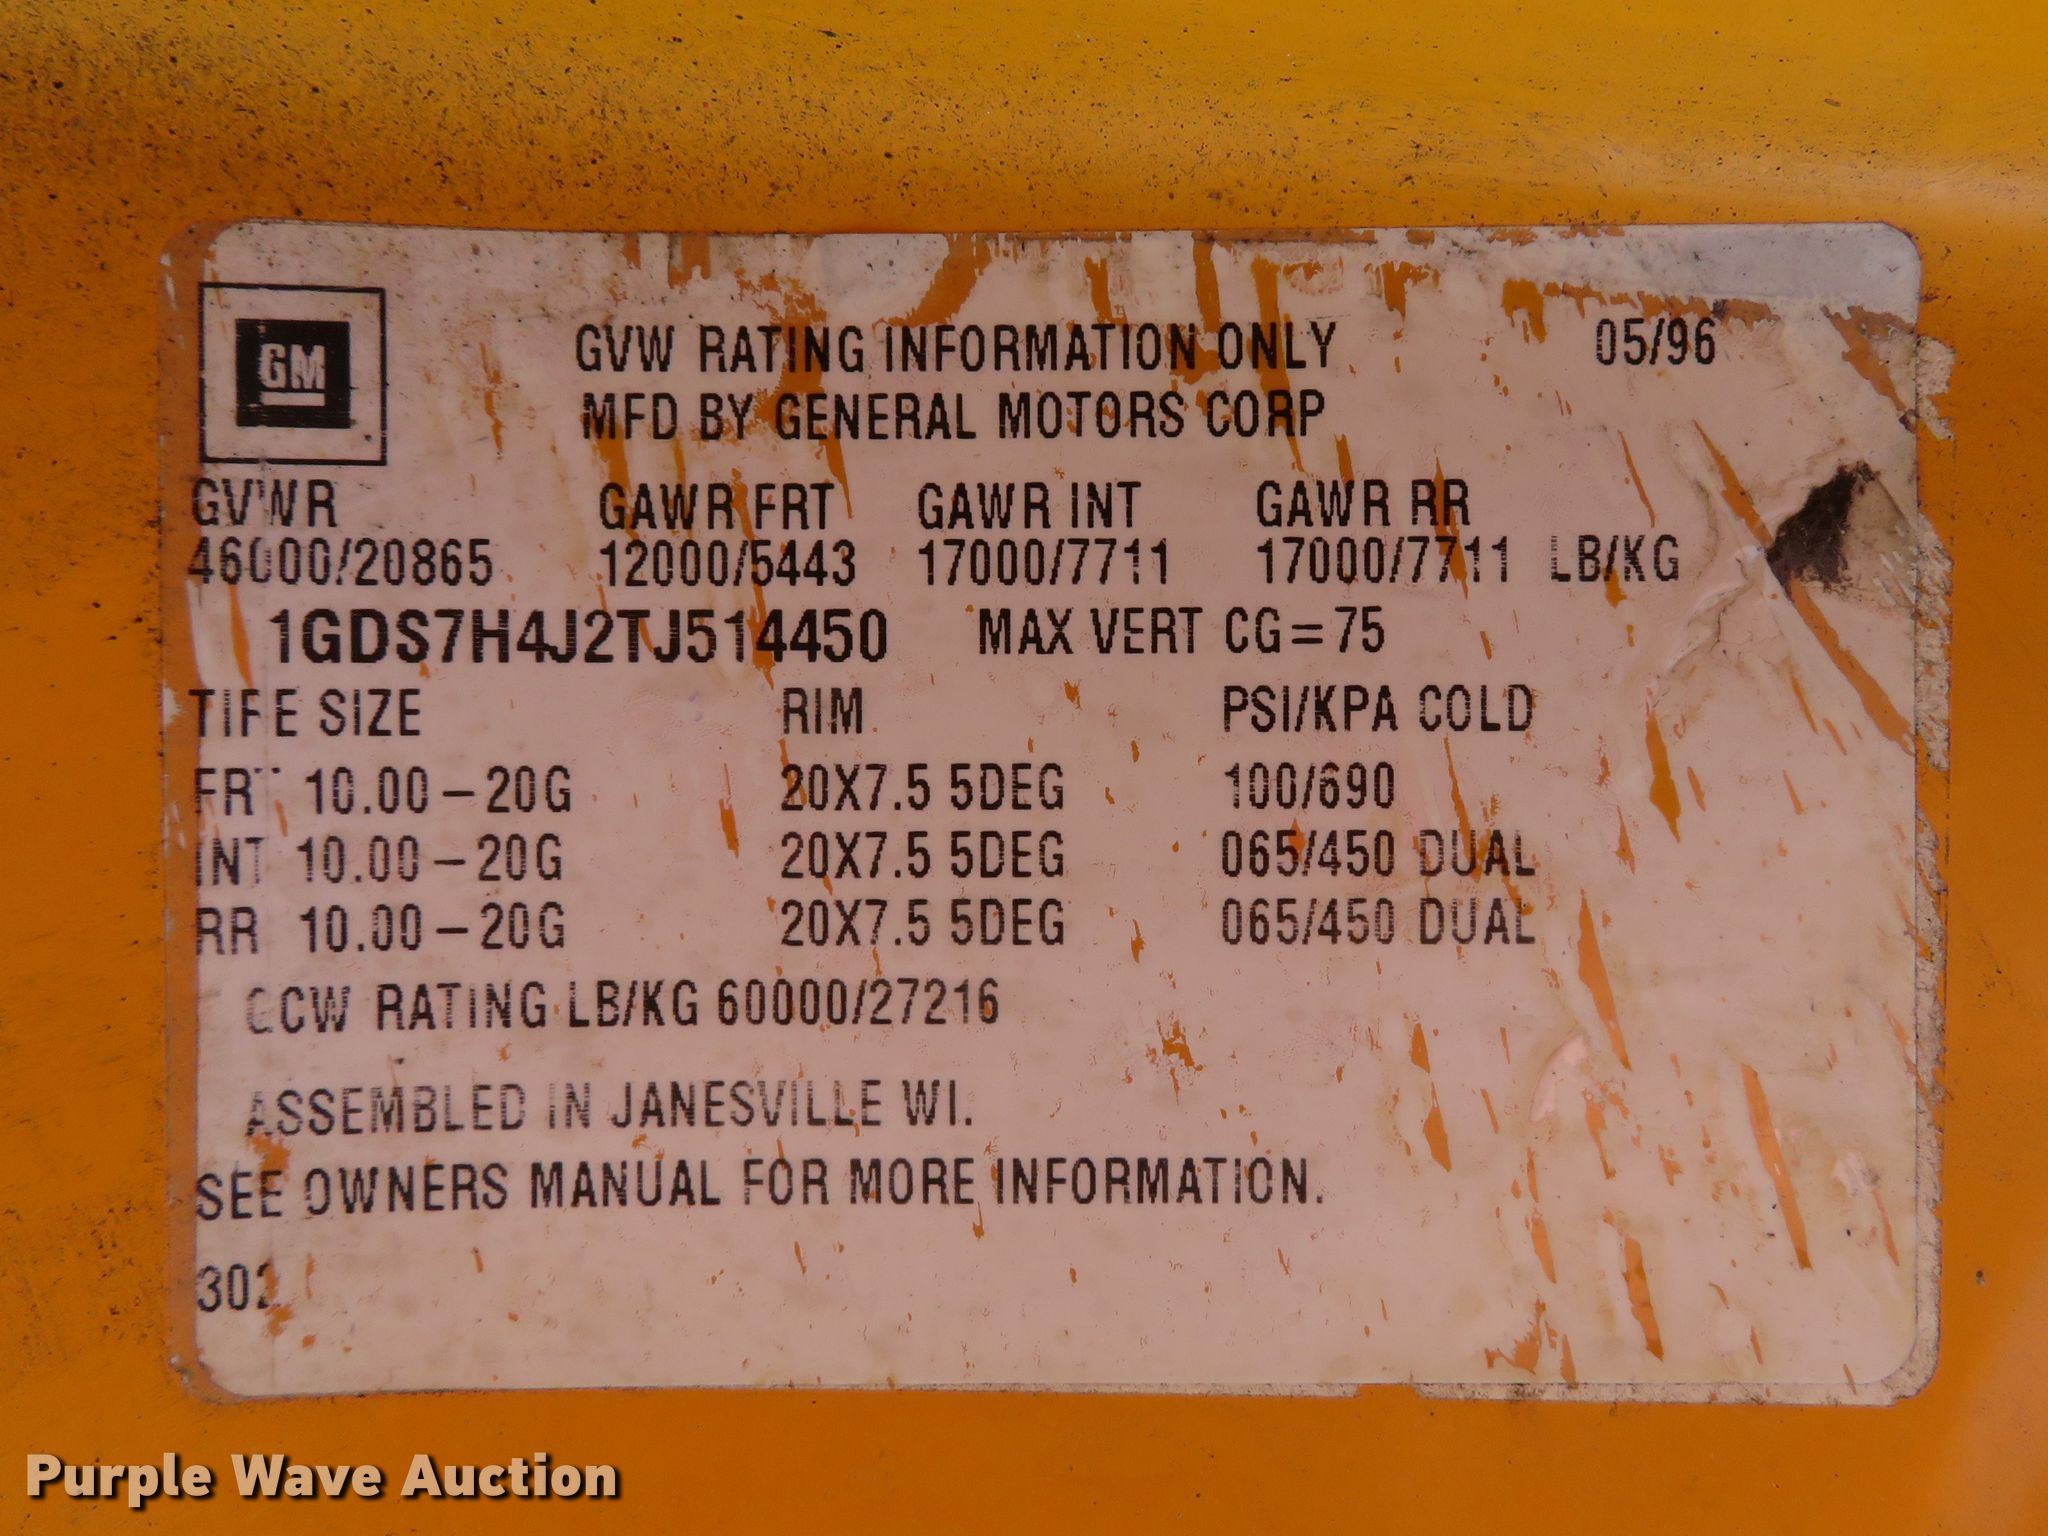 GM
GVW RATING INFORMATION ONLY 05/96
MFD BY GENERAL MOTORS CORP
GVWR GAWR FRT GAWR INT GAWR RR
46000/20865 12000/5443 17000/7711 17000/7711 LB/KG
1GDS7H4J2TJ514450 MAX VERT CG=75
TIRE SIZE RIM PSI/KPA COLD
FRT 10.00-20G 20X7.5 5DEG 100/690
INT 10.00-20G 20X7.5 5DEG 065/450 DUAL
RR 10.00-20G 20X7.5 5DEG 065/450 DUAL
GCW RATING LB/KG 60000/27216
ASSEMBLED IN JANESVILLE WI.
SEE OWNERS MANUAL FOR MORE INFORMATION.
Purple Wave Auction